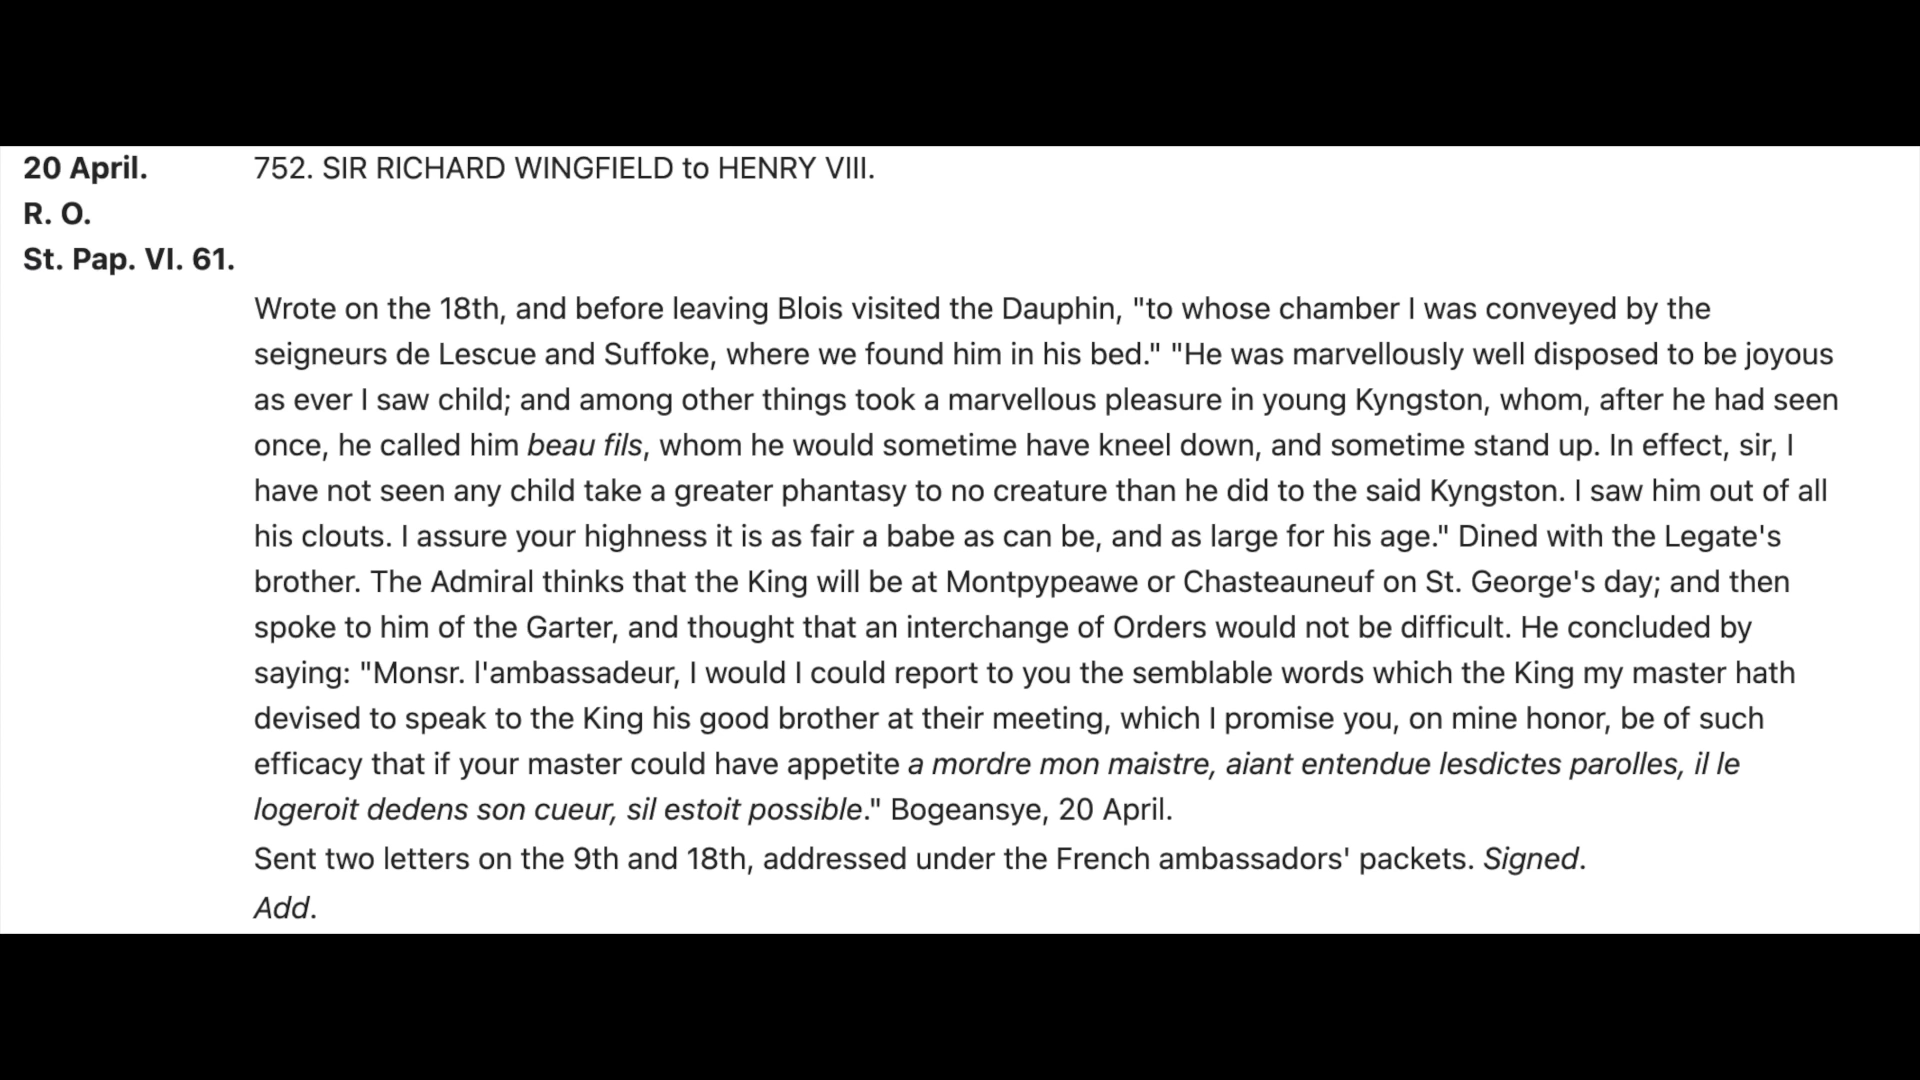 20 April. 752. SIR RICHARD WINGFIELD to HENRY VIII.
R. O.
St. Pap. VI. 61.
Wrote on the 18th, and before leaving Blois visited the Dauphin, "to whose chamber I was conveyed by the
seigneurs de Lescue and Suffoke, where we found him in his bed." "He was marvellously well disposed to be joyous
as ever I saw child; and among other things took a marvellous pleasure in young Kyngston, whom, after he had seen
once, he called him beau fils, whom he would sometime have kneel down, and sometime stand up. In effect, sir, I
have not seen any child take a greater phantasy to no creature than he did to the said Kyngston. I saw him out of all
his clouts. I assure your highness it is as fair a babe as can be, and as large for his age." Dined with the Legate's
brother. The Admiral thinks that the King will be at Montpypeawe or Chasteauneuf on St. George's day; and then
spoke to him of the Garter, and thought that an interchange of Orders would not be difficult. He concluded by
saying: "Monsr. l'ambassadeur, I would I could report to you the semblable words which the King my master hath
devised to speak to the King his good brother at their meeting, which I promise you, on mine honor, be of such
efficacy that if your master could have appetite a mordre mon maistre, aiant entendue lesdictes parolles, il le
logeroit dedens son cueur, sil estoit possible." Bogeansye, 20 April.
Sent two letters on the 9th and 18th, addressed under the French ambassadors' packets. Signed.
Add.